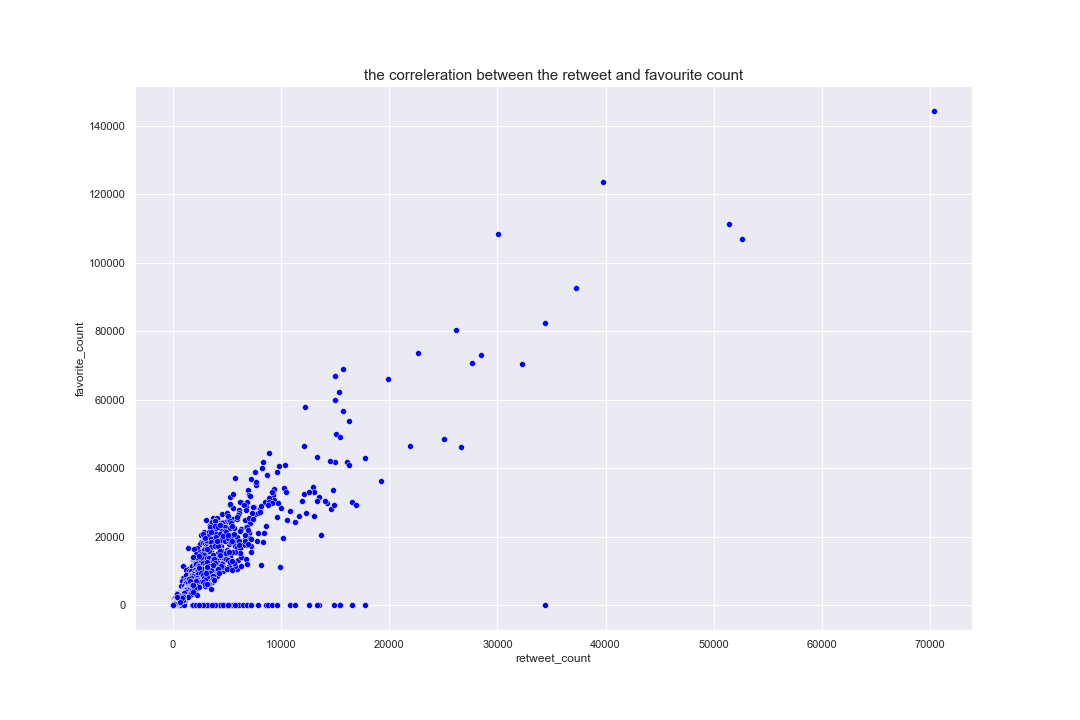 the correleration between the retweet and favourite count
140000
120000
100000
80000
60000
40000
20000
0
favorite_count
0 10000 20000 30000 40000 50000 60000 70000
retweet_count